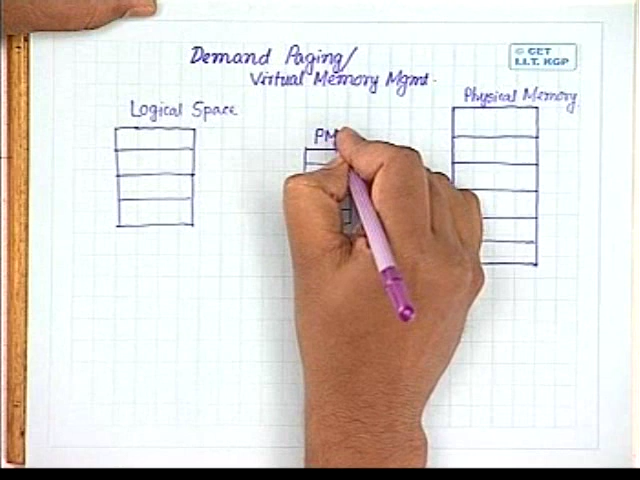 Demand Paging/
Virtual Memory Mgmt.
© CET
I.I.T. KGP
Logical Space
PM
Physical Memory